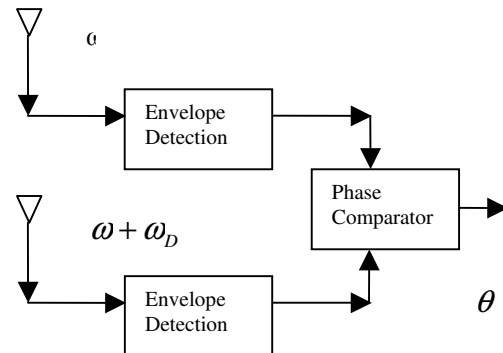 Envelope
Detection
Phase
Comparator
ω + ω_D
Envelope
Detection
θ